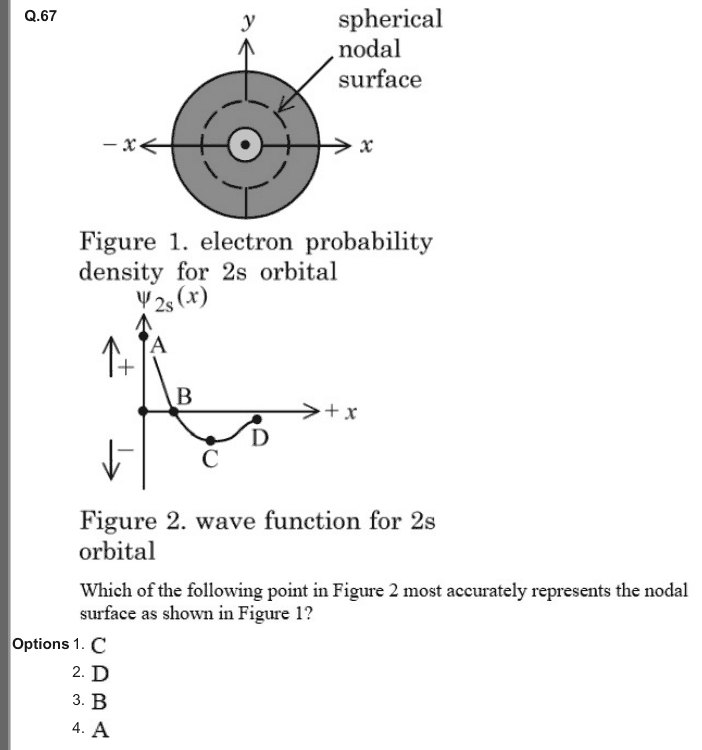 Q.67
y
spherical
nodal
surface
– x
x
Figure 1. electron probability
density for 2s orbital
Ψ2s(x)
A
+
B
+ x
–
C
D
Figure 2. wave function for 2s
orbital
Which of the following point in Figure 2 most accurately represents the nodal
surface as shown in Figure 1?
Options 1. C
2. D
3. B
4. A